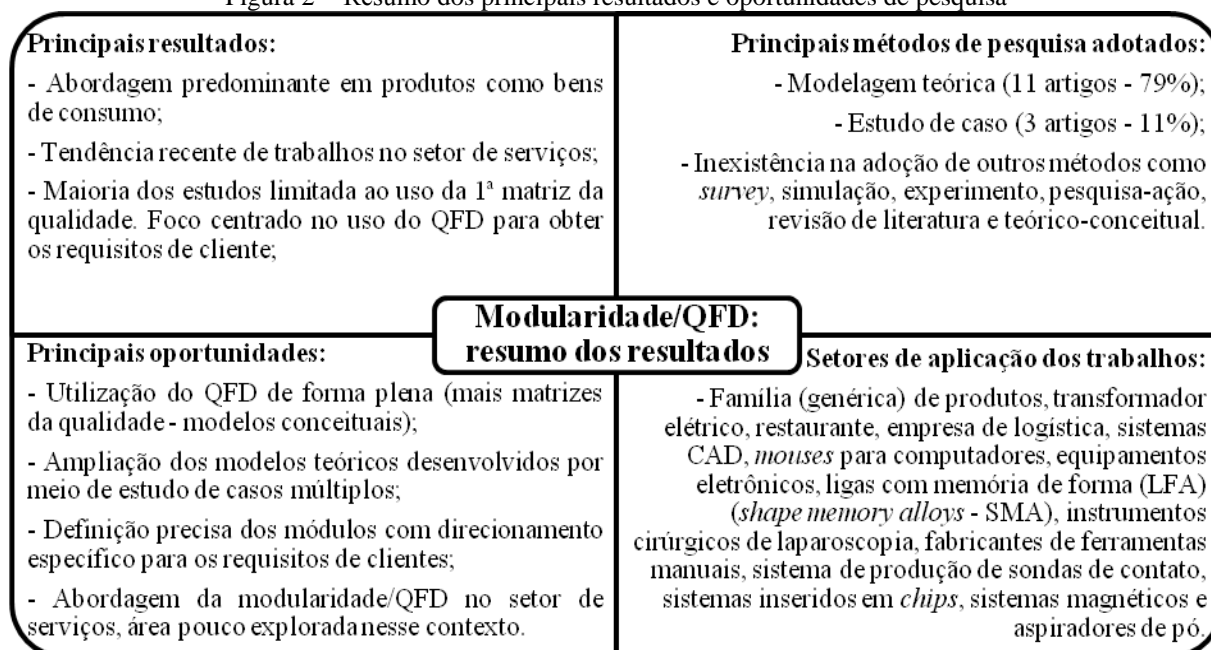 Figura 2 – Resumo dos principais resultados e oportunidades de pesquisa
Principais resultados:
- Abordagem predominante em produtos como bens
de consumo;
- Tendência recente de trabalhos no setor de serviços;
- Maioria dos estudos limitada ao uso da 1ª matriz da
qualidade. Foco centrado no uso do QFD para obter
os requisitos de cliente;
Principais métodos de pesquisa adotados:
- Modelagem teórica (11 artigos - 79%);
- Estudo de caso (3 artigos - 11%);
- Inexistência na adoção de outros métodos como
survey, simulação, experimento, pesquisa-ação,
revisão de literatura e teórico-conceitual.
Modularidade/QFD:
resumo dos resultados
Principais oportunidades:
- Utilização do QFD de forma plena (mais matrizes
da qualidade - modelos conceituais);
- Ampliação dos modelos teóricos desenvolvidos por
meio de estudo de casos múltiplos;
- Definição precisa dos módulos com direcionamento
específico para os requisitos de clientes;
- Abordagem da modularidade/QFD no setor de
serviços, área pouco explorada nesse contexto.
Setores de aplicação dos trabalhos:
- Família (genérica) de produtos, transformador
elétrico, restaurante, empresa de logística, sistemas
CAD, mouses para computadores, equipamentos
eletrônicos, ligas com memória de forma (LFA)
(shape memory alloys - SMA), instrumentos
cirúrgicos de laparoscopia, fabricantes de ferramentas
manuais, sistema de produção de sondas de contato,
sistemas inseridos em chips, sistemas magnéticos e
aspiradores de pó.